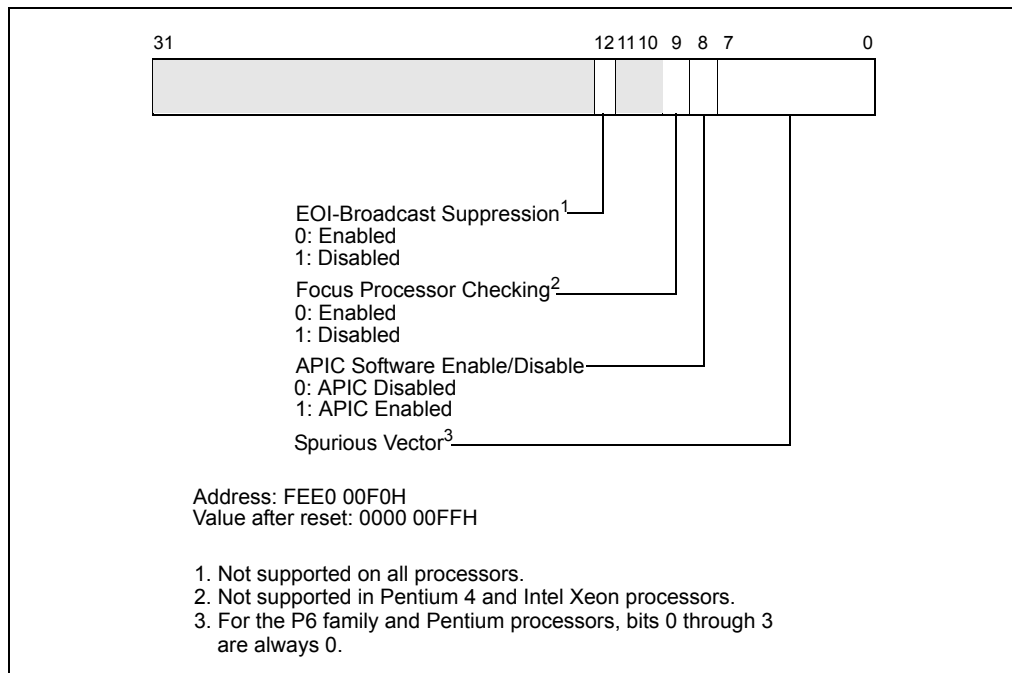 31 12 11 10 9 8 7 0
EOI-Broadcast Suppression1
0: Enabled
1: Disabled
Focus Processor Checking2
0: Enabled
1: Disabled
APIC Software Enable/Disable
0: APIC Disabled
1: APIC Enabled
Spurious Vector3
Address: FEE0 00F0H
Value after reset: 0000 00FFH
1. Not supported on all processors.
2. Not supported in Pentium 4 and Intel Xeon processors.
3. For the P6 family and Pentium processors, bits 0 through 3
are always 0.